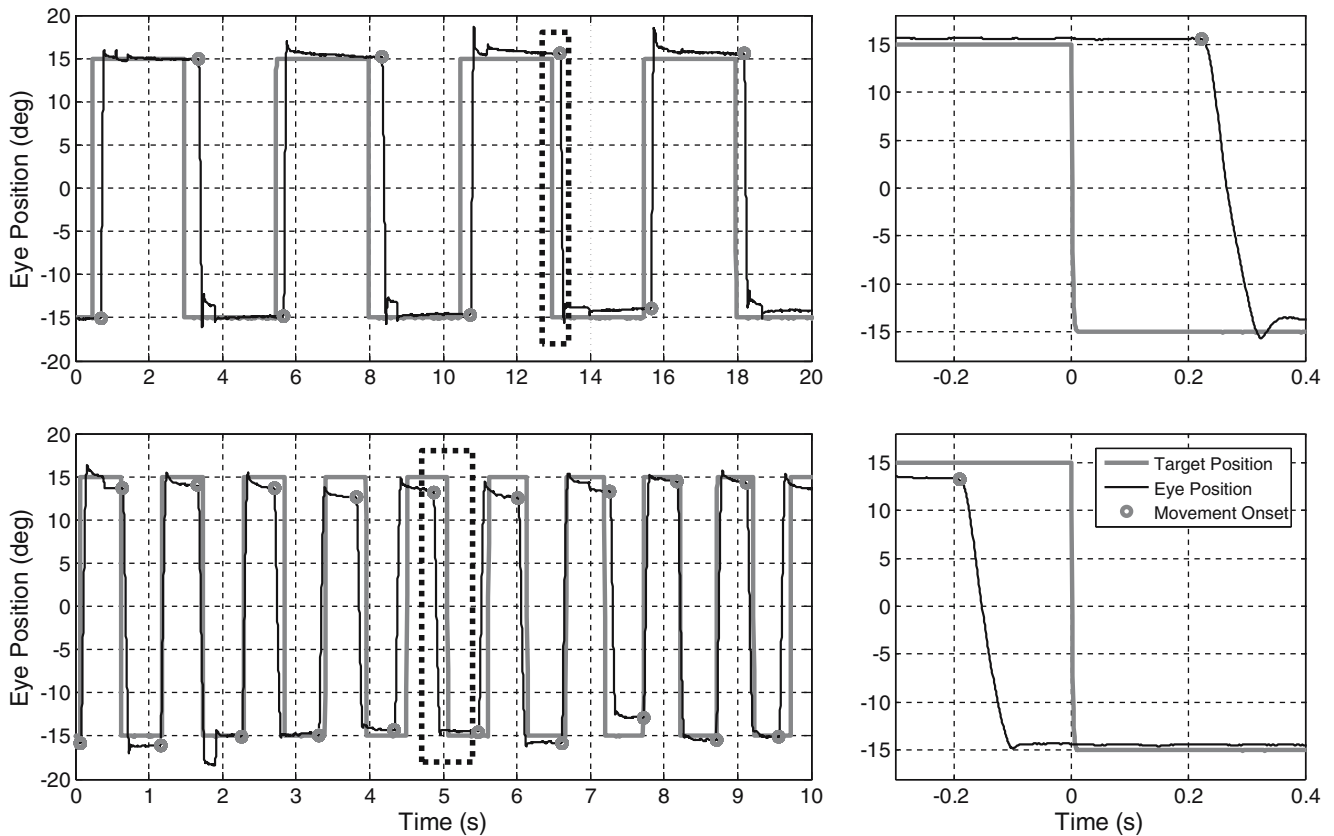 Eye Position (deg)
20
15
10
5
0
-5
-10
-15
-20
0 2 4 6 8 10 12 14 16 18 20
15
10
5
0
-5
-10
-15
-0.2 0 0.2 0.4
Eye Position (deg)
20
15
10
5
0
-5
-10
-15
-20
0 1 2 3 4 5 6 7 8 9 10
Time (s)
15
10
5
0
-5
-10
-15
-0.2 0 0.2 0.4
Time (s)
Target Position
Eye Position
Movement Onset